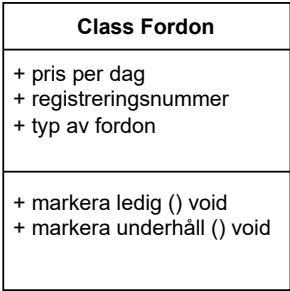 Class Fordon
+ pris per dag
+ registreringsnummer
+ typ av fordon
+ markera ledig () void
+ markera underhåll () void